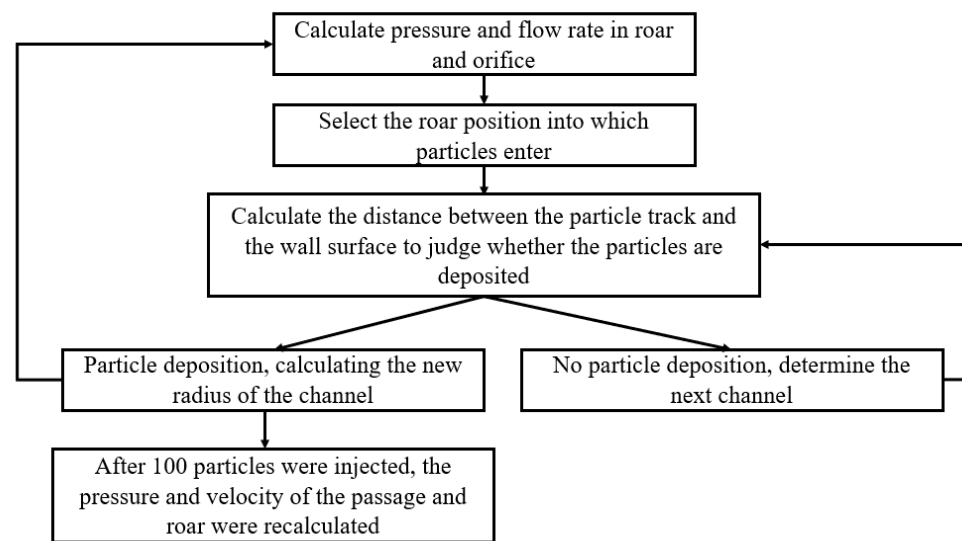 Calculate pressure and flow rate in roar
and orifice
Select the roar position into which
particles enter
Calculate the distance between the particle track and
the wall surface to judge whether the particles are
deposited
Particle deposition, calculating the new
radius of the channel
No particle deposition, determine the
next channel
After 100 particles were injected, the
pressure and velocity of the passage and
roar were recalculated